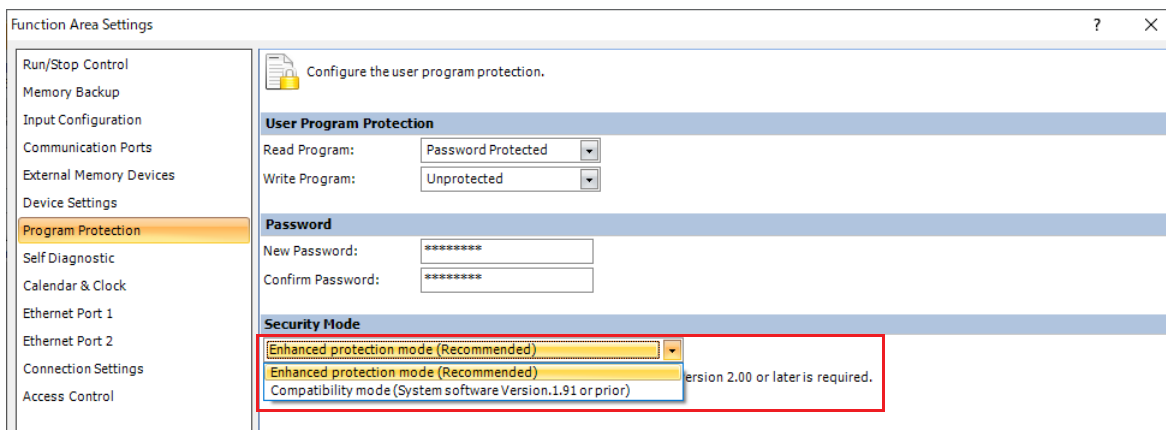 Function Area Settings
?
Run/Stop Control
Memory Backup
Input Configuration
Communication Ports
External Memory Devices
Device Settings
Program Protection
Self Diagnostic
Calendar & Clock
Ethernet Port 1
Ethernet Port 2
Connection Settings
Access Control
Configure the user program protection.
User Program Protection
Read Program: Password Protected
Write Program: Unprotected
Password
New Password: ********
Confirm Password: ********
Security Mode
Enhanced protection mode (Recommended)
Enhanced protection mode (Recommended)
Compatibility mode (System software Version.1.91 or prior)
ersion 2.00 or later is required.